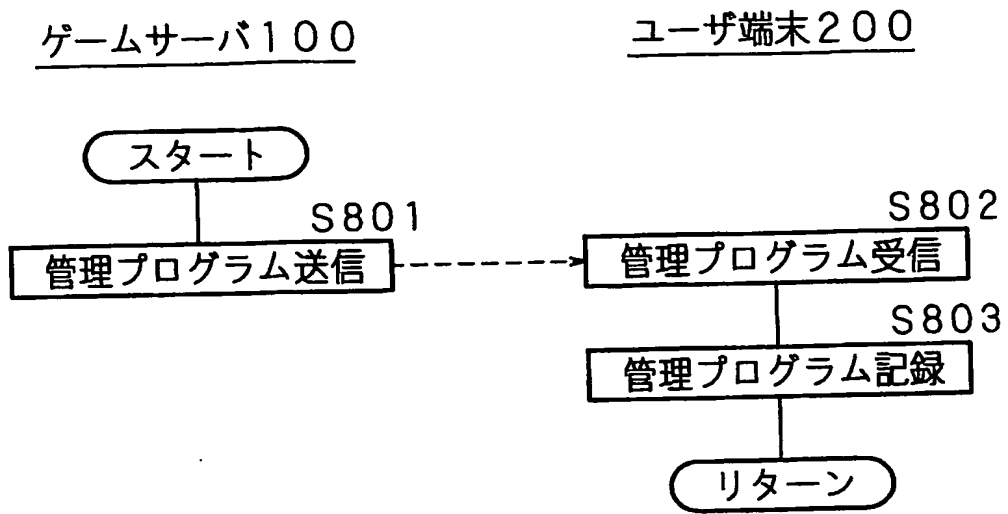 ゲームサーバ１００
ユーザ端末２００
スタート
Ｓ８０１
管理プログラム送信
Ｓ８０２
管理プログラム受信
Ｓ８０３
管理プログラム記録
リターン